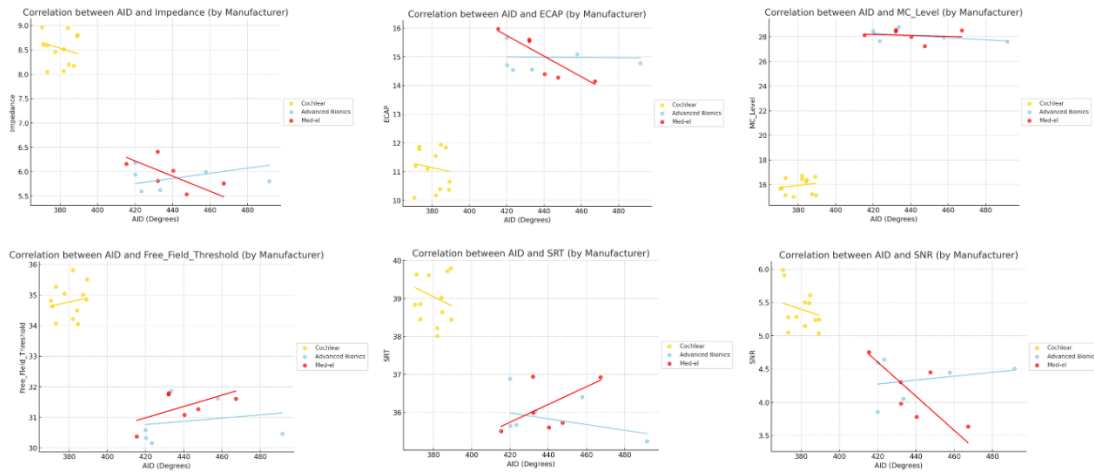 Correlation between AID and Impedance (by Manufacturer)
Impedance
9.0
8.5
8.0
7.5
7.0
6.5
6.0
5.5
380 400 420 440 460 480
AID (Degrees)
Cochlear
Advanced Bionics
Med-el
Correlation between AID and ECAP (by Manufacturer)
ECAP
16
15
14
13
12
11
10
380 400 420 440 460 480
AID (Degrees)
Cochlear
Advanced Bionics
Med-el
Correlation between AID and MC_Level (by Manufacturer)
MC_Level
28
26
24
22
20
18
16
380 400 420 440 460 480
AID (Degrees)
Cochlear
Advanced Bionics
Med-el
Correlation between AID and Free_Field_Threshold (by Manufacturer)
Free_Field_Threshold
36
35
34
33
32
31
30
380 400 420 440 460 480
AID (Degrees)
Cochlear
Advanced Bionics
Med-el
Correlation between AID and SRT (by Manufacturer)
SRT
40
39
38
37
36
380 400 420 440 460 480
AID (Degrees)
Cochlear
Advanced Bionics
Med-el
Correlation between AID and SNR (by Manufacturer)
SNR
6.0
5.5
5.0
4.5
4.0
3.5
380 400 420 440 460 480
AID (Degrees)
Cochlear
Advanced Bionics
Med-el